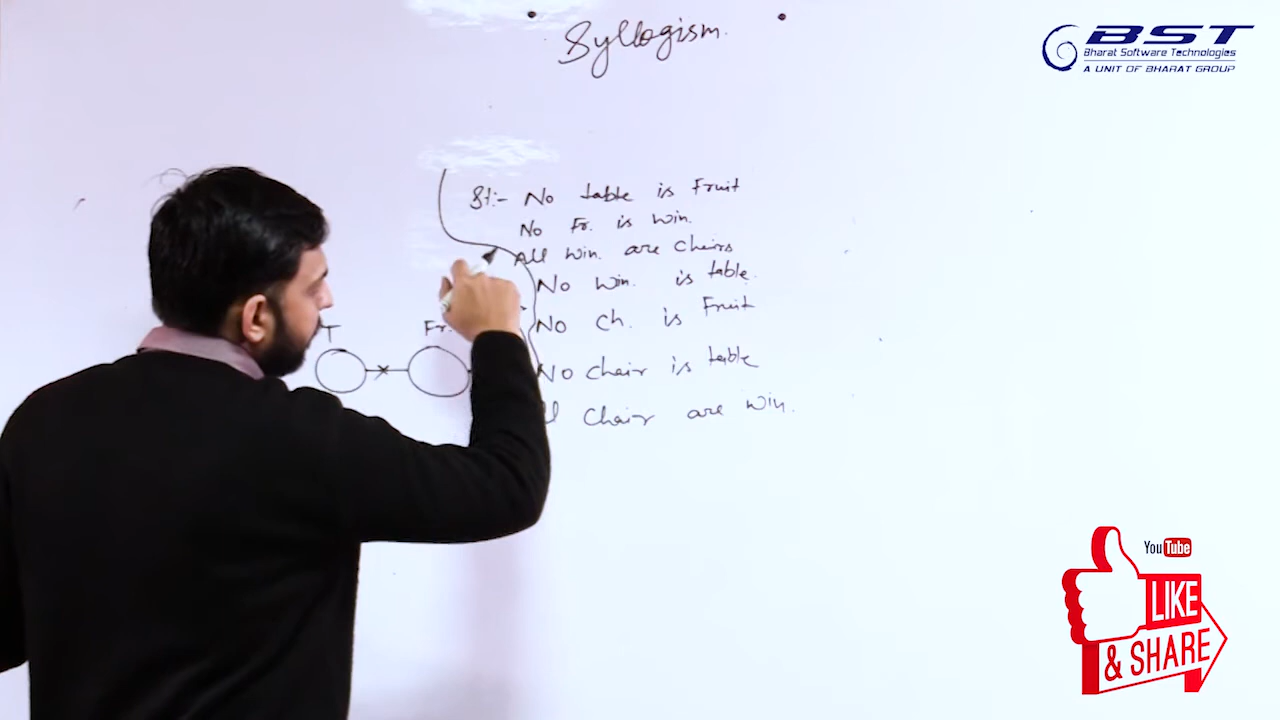 Syllogism.
BST
Bharat Software Technologies
A UNIT OF BHARAT GROUP
St:- No table is Fruit
No Fr. is win.
All win. are chairs
No win. is table.
No ch. is Fruit
No chair is table
chair are win.
T Fr.
YouTube
LIKE
& SHARE